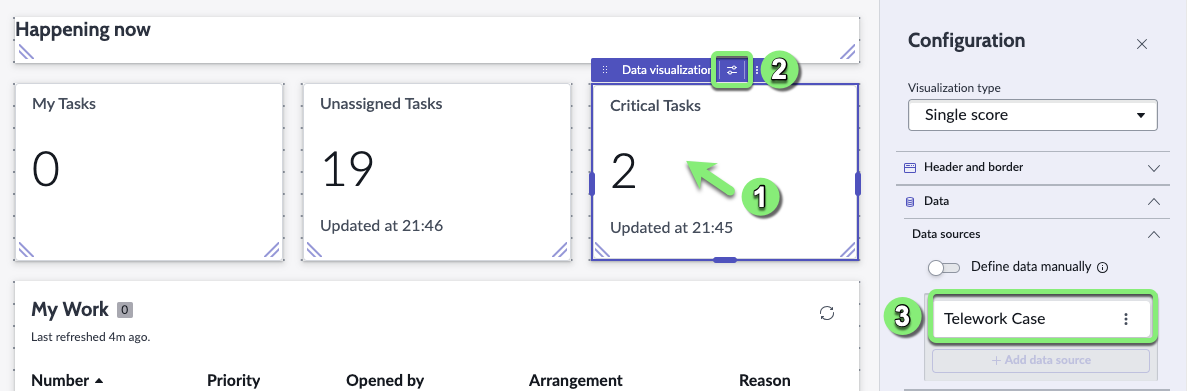 Happening now
Data visualization
2
My Tasks
0
Unassigned Tasks
19
Updated at 21:46
Critical Tasks
2
1
Updated at 21:45
My Work 0
Last refreshed 4m ago.
Number Priority Opened by Arrangement Reason
Configuration
Visualization type
Single score
Header and border
Data
Data sources
Define data manually
3
Telework Case
+ Add data source